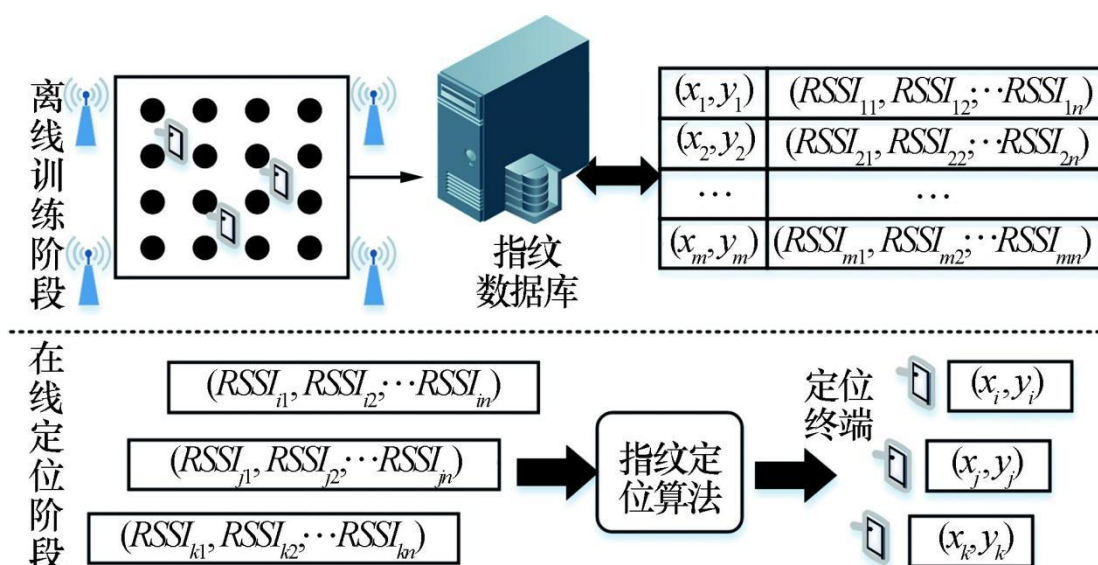 离线训练阶段
指纹
数据库
(x₁,y₁) (RSSI₁₁,RSSI₁₂,⋯RSSI₁ₙ)
(x₂,y₂) (RSSI₂₁,RSSI₂₂,⋯RSSI₂ₙ)
⋯ ⋯
(xₘ,yₘ) (RSSIₘ₁,RSSIₘ₂,⋯RSSIₘₙ)
在线定位阶段
(RSSIᵢ₁,RSSIᵢ₂,⋯RSSIᵢₙ)
(RSSIⱼ₁,RSSIⱼ₂,⋯RSSIⱼₙ)
(RSSIₖ₁,RSSIₖ₂,⋯RSSIₖₙ)
指纹定
位算法
定位
终端
(xᵢ,yᵢ)
(xⱼ,yⱼ)
(xₖ,yₖ)